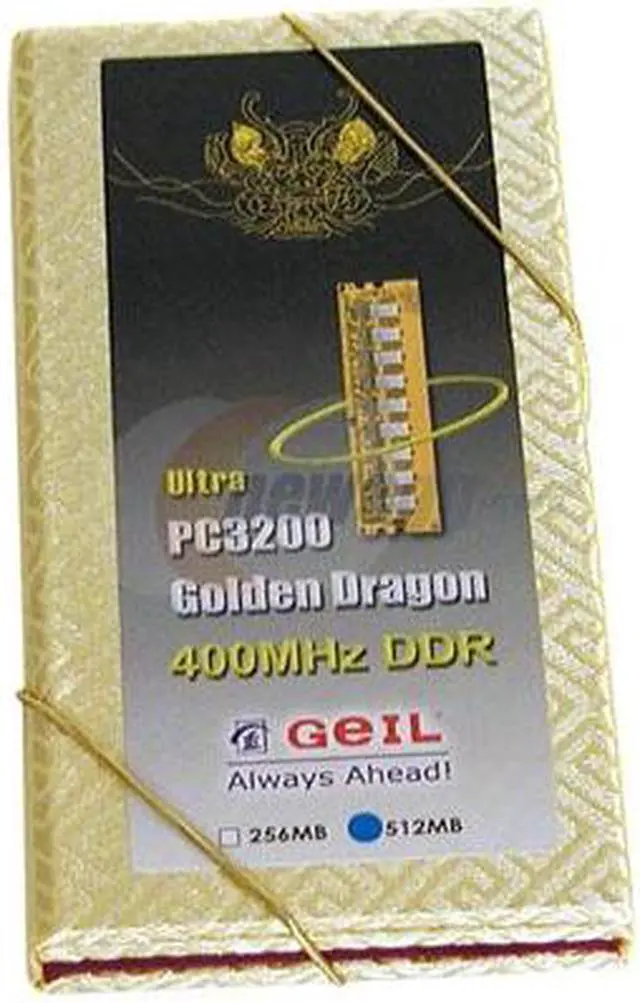 Ultra
PC3200
Golden Dragon
400MHz DDR
GeIL
Always Ahead!
256MB 512MB